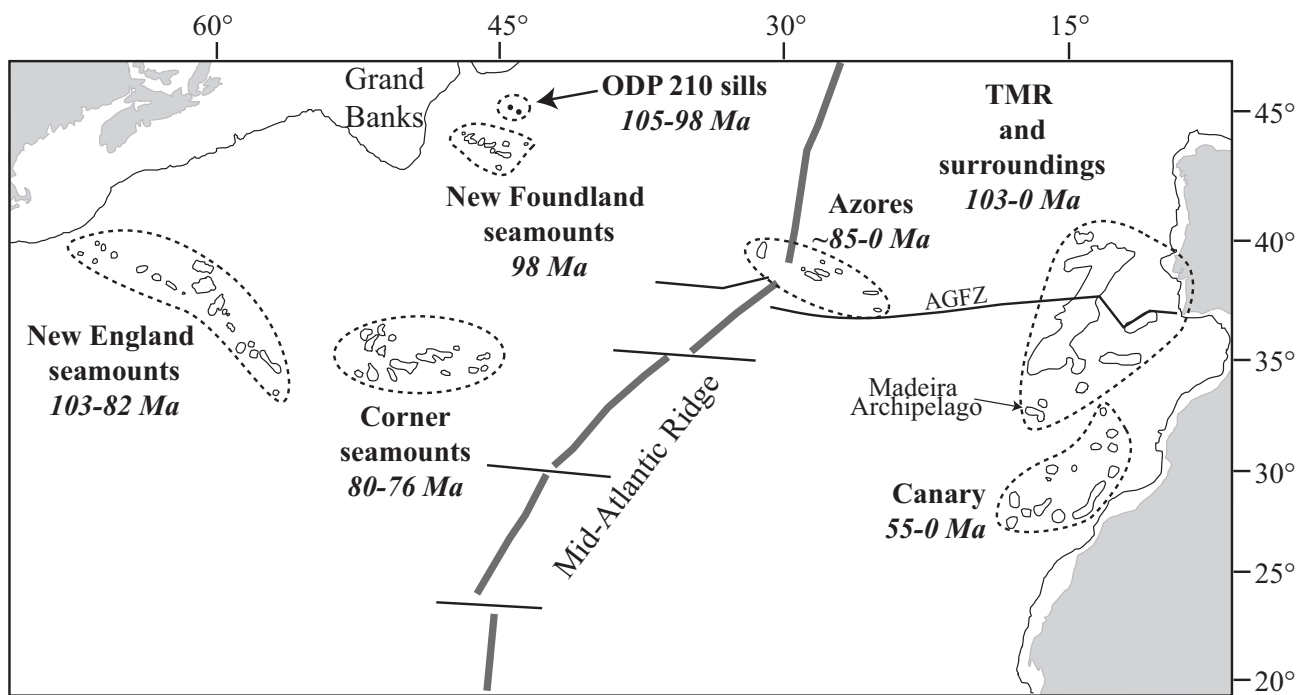 60°
45°
30°
15°
Grand
Banks
ODP 210 sills
105-98 Ma
TMR
and
surroundings
103-0 Ma
45°
New Foundland
seamounts
98 Ma
Azores
~85-0 Ma
40°
AGFZ
New England
seamounts
103-82 Ma
35°
Madeira
Archipelago
Corner
seamounts
80-76 Ma
Mid-Atlantic Ridge
30°
Canary
55-0 Ma
25°
20°